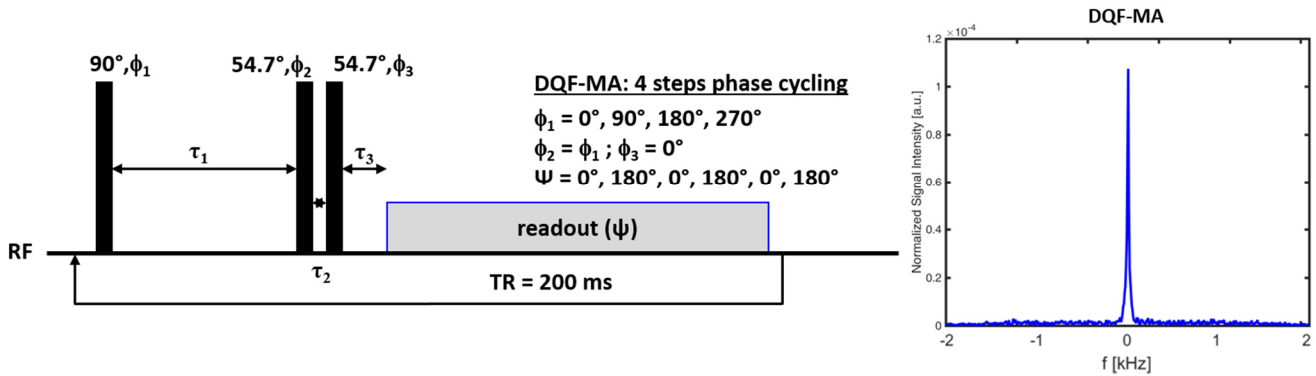 90°,ϕ1
54.7°,ϕ2
54.7°,ϕ3
τ1
τ3
DQF-MA: 4 steps phase cycling
ϕ1 = 0°, 90°, 180°, 270°
ϕ2 = ϕ1 ; ϕ3 = 0°
Ψ = 0°, 180°, 0°, 180°, 0°, 180°
readout (ψ)
RF
τ2
TR = 200 ms
DQF-MA
×10⁻⁴
1.2
1
0.8
0.6
0.4
0.2
0
Normalized Signal Intensity [a.u.]
-2 -1 0 1 2
f [kHz]